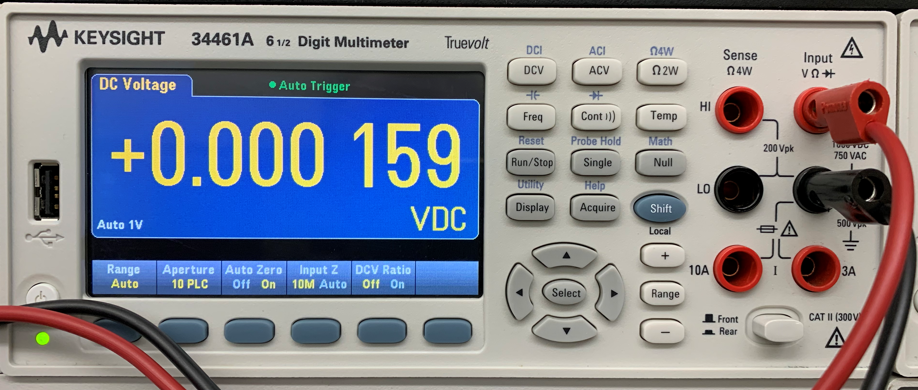 KEYSIGHT 34461A 6 1/2 Digit Multimeter Truevolt
DC Voltage
Auto Trigger
+0.000 159
Auto 1V
VDC
Range Aperture Auto Zero Input Z DCV Ratio
Auto 10 PLC Off On 10M Auto Off On
DCI ACI Ω4W
DCV ACV Ω2W
Freq Cont Temp
Reset Probe Hold Math
Run/Stop Single Null
Utility Help
Display Acquire Shift
Local
+
Select Range
−
Sense
Ω4W
Input
V Ω
HI
200 Vpk
750 VAC
LO
500 Vpk
10A I 3A
Front
Rear
CAT II (300V